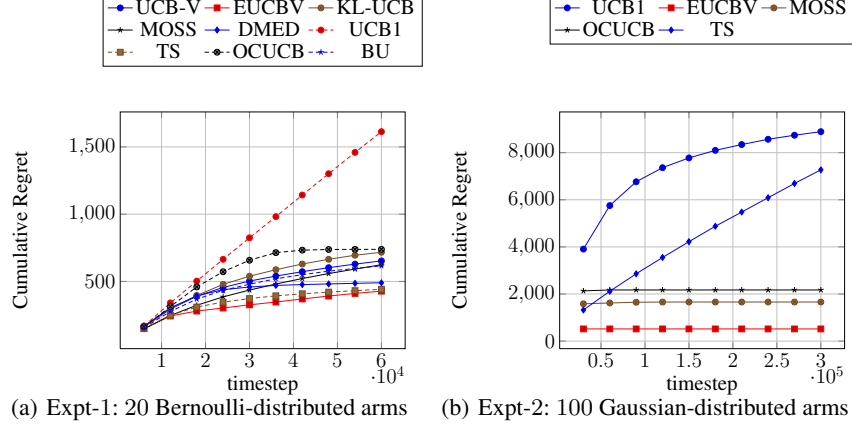 UCB-V EUCBV KL-UCB
MOSS DMED UCB1
TS OCUCB BU
UCB1 EUCBV MOSS
OCUCB TS
Cumulative Regret
1,500
1,000
500
1 2 3 4 5 6
timestep
·10^4
(a) Expt-1: 20 Bernoulli-distributed arms
Cumulative Regret
8,000
6,000
4,000
2,000
0
0.5 1 1.5 2 2.5 3
timestep
·10^5
(b) Expt-2: 100 Gaussian-distributed arms